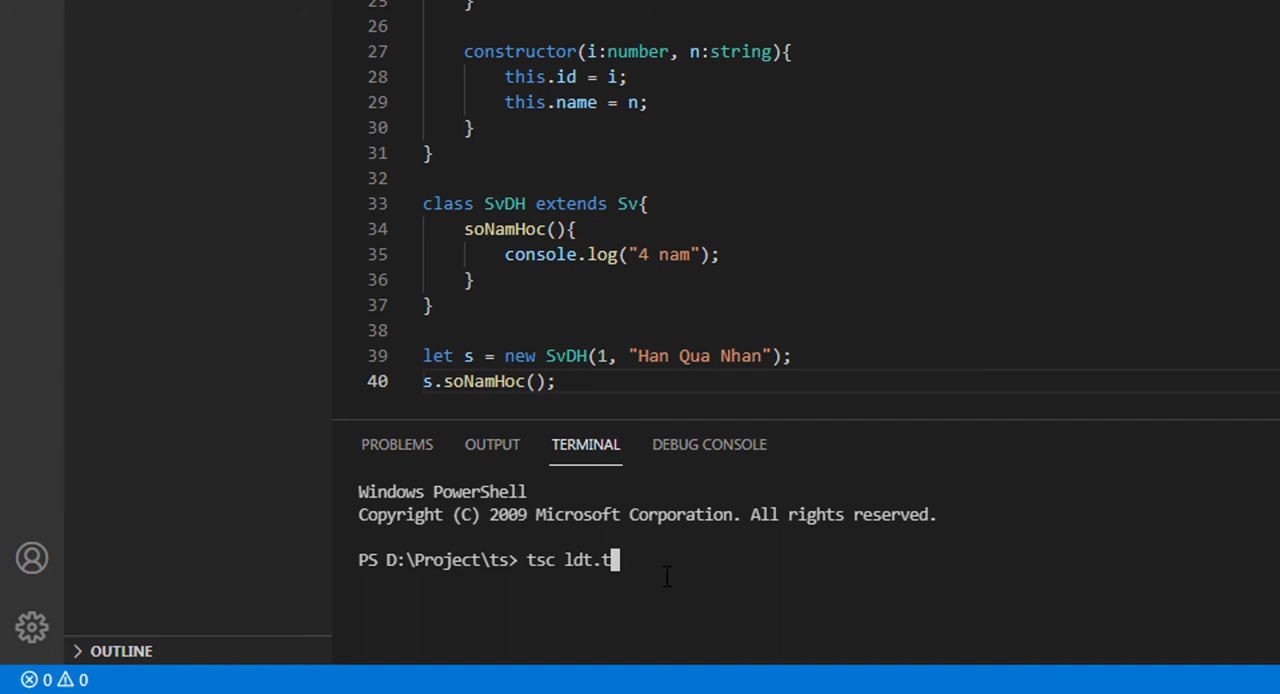 25 }
26
27 constructor(i:number, n:string){
28 this.id = i;
29 this.name = n;
30 }
31 }
32
33 class SvDH extends Sv{
34 soNamHoc(){
35 console.log("4 nam");
36 }
37 }
38
39 let s = new SvDH(1, "Han Qua Nhan");
40 s.soNamHoc();
PROBLEMS OUTPUT TERMINAL DEBUG CONSOLE
Windows PowerShell
Copyright (C) 2009 Microsoft Corporation. All rights reserved.
PS D:\Project\ts> tsc ldt.t
OUTLINE
0 0